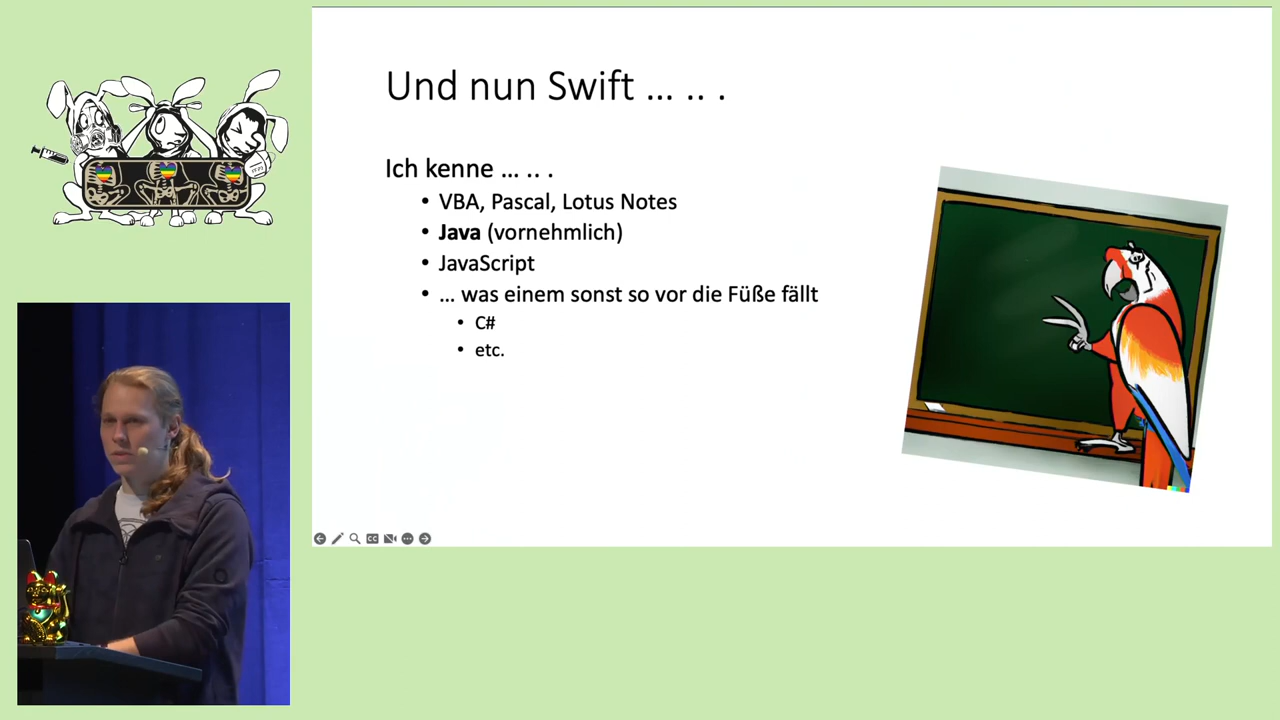 Und nun Swift ... .. .
Ich kenne ... .. .
• VBA, Pascal, Lotus Notes
• Java (vornehmlich)
• JavaScript
• ... was einem sonst so vor die Füße fällt
• C#
• etc.